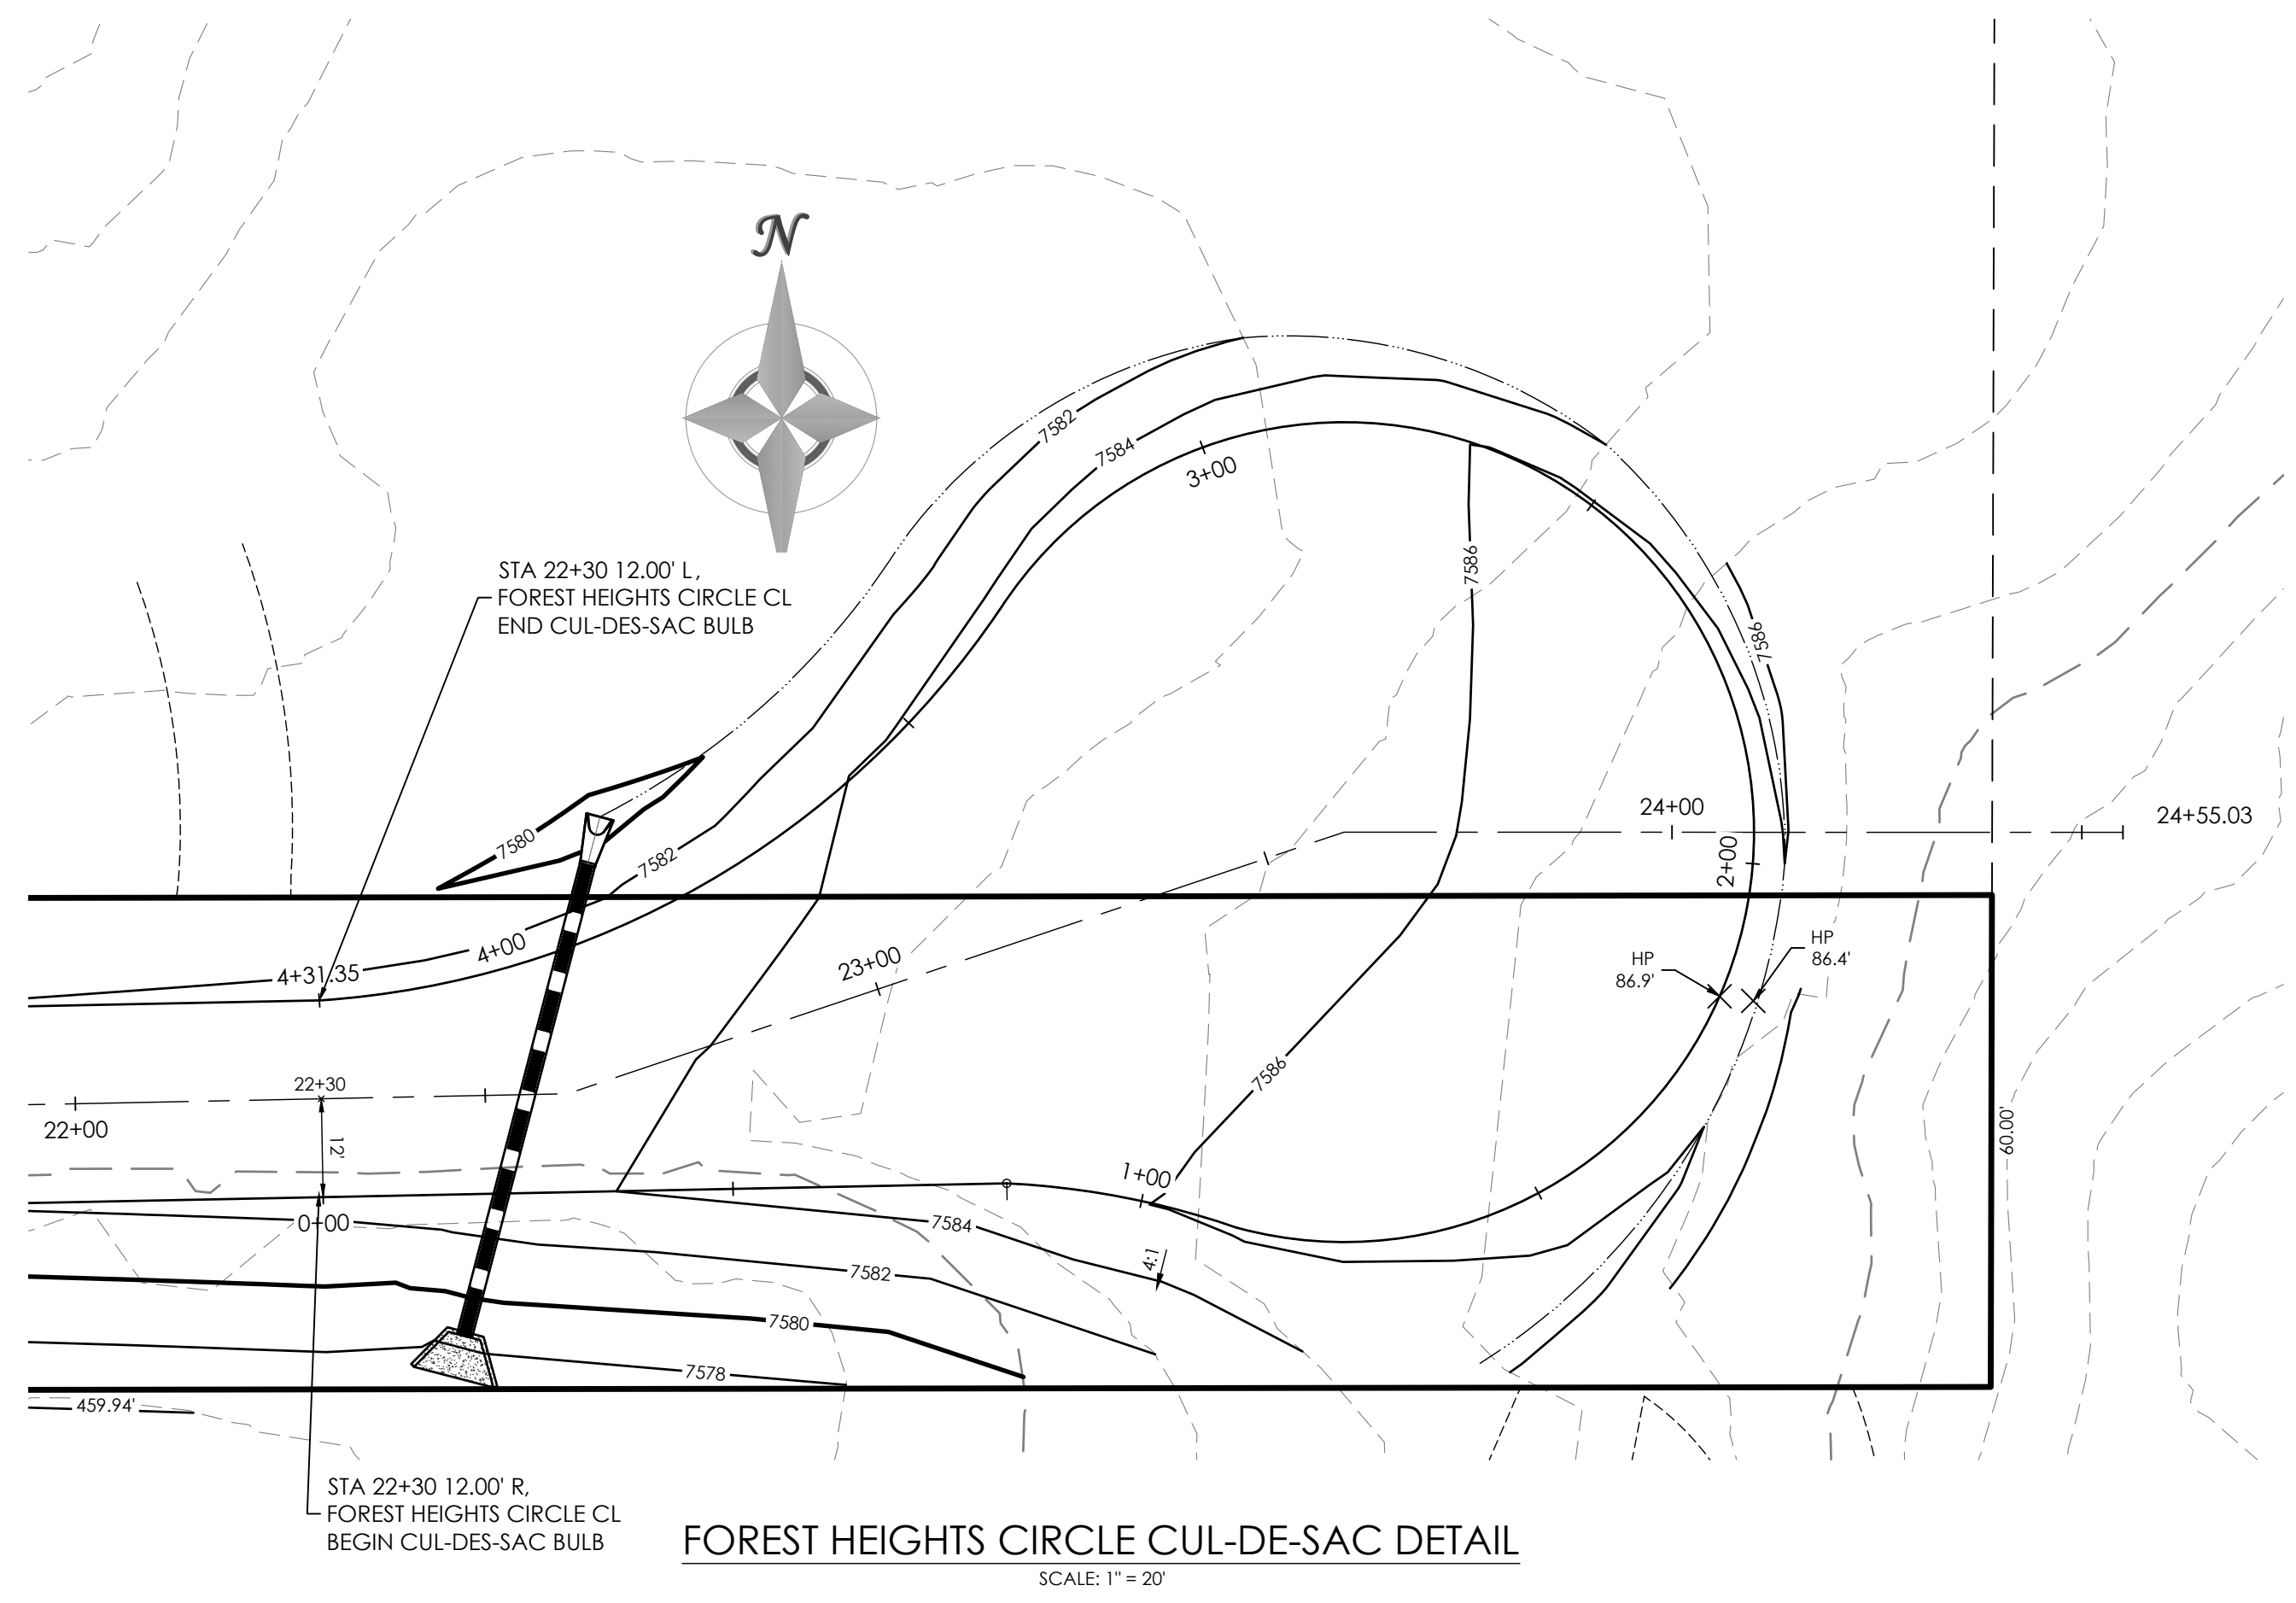 N
7582
7584
3+00
7586
STA 22+30 12.00' L,
FOREST HEIGHTS CIRCLE CL
END CUL-DES-SAC BULB
7586
24+00
24+55.03
7580
7582
2+00
4+00
HP
86.4'
HP
86.9'
23+00
4+31.35
22+30
7586
22+00
12'
60.00'
1+00
0+00
7584
4:1
7582
7580
7578
459.94'
STA 22+30 12.00' R,
FOREST HEIGHTS CIRCLE CL
BEGIN CUL-DES-SAC BULB
FOREST HEIGHTS CIRCLE CUL-DE-SAC DETAIL
SCALE: 1" = 20'